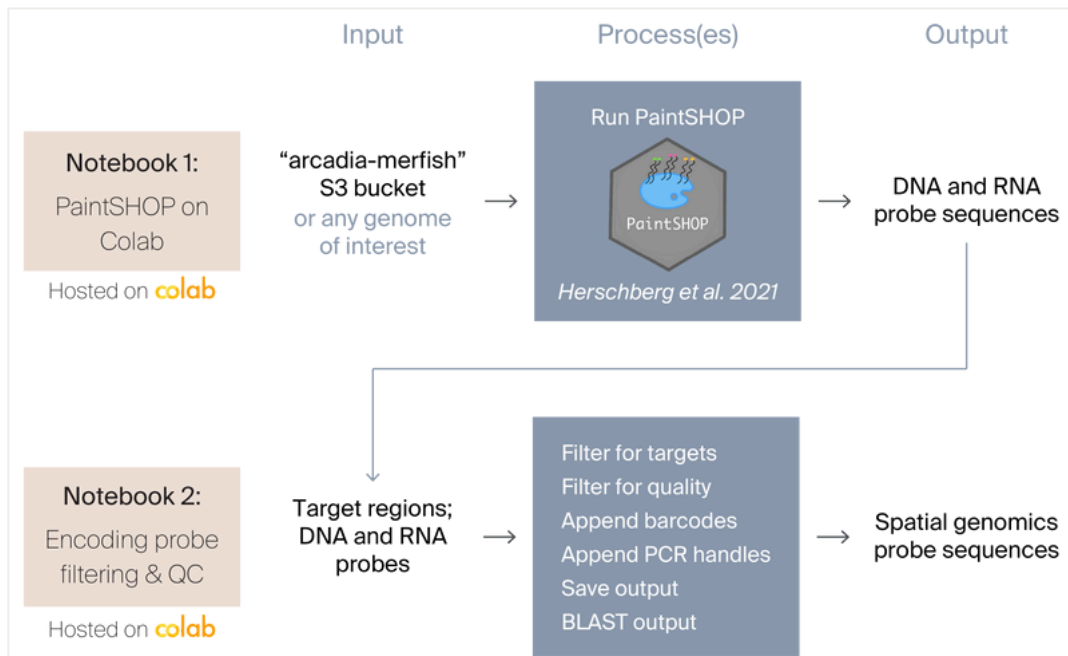 Input
Process(es)
Output
Notebook 1:
PaintSHOP on
Colab
Hosted on colab
“arcadia-merfish”
S3 bucket
or any genome
of interest
Run PaintSHOP
PaintSHOP
Herschberg et al. 2021
DNA and RNA
probe sequences
Notebook 2:
Encoding probe
filtering & QC
Hosted on colab
Target regions;
DNA and RNA
probes
Filter for targets
Filter for quality
Append barcodes
Append PCR handles
Save output
BLAST output
Spatial genomics
probe sequences